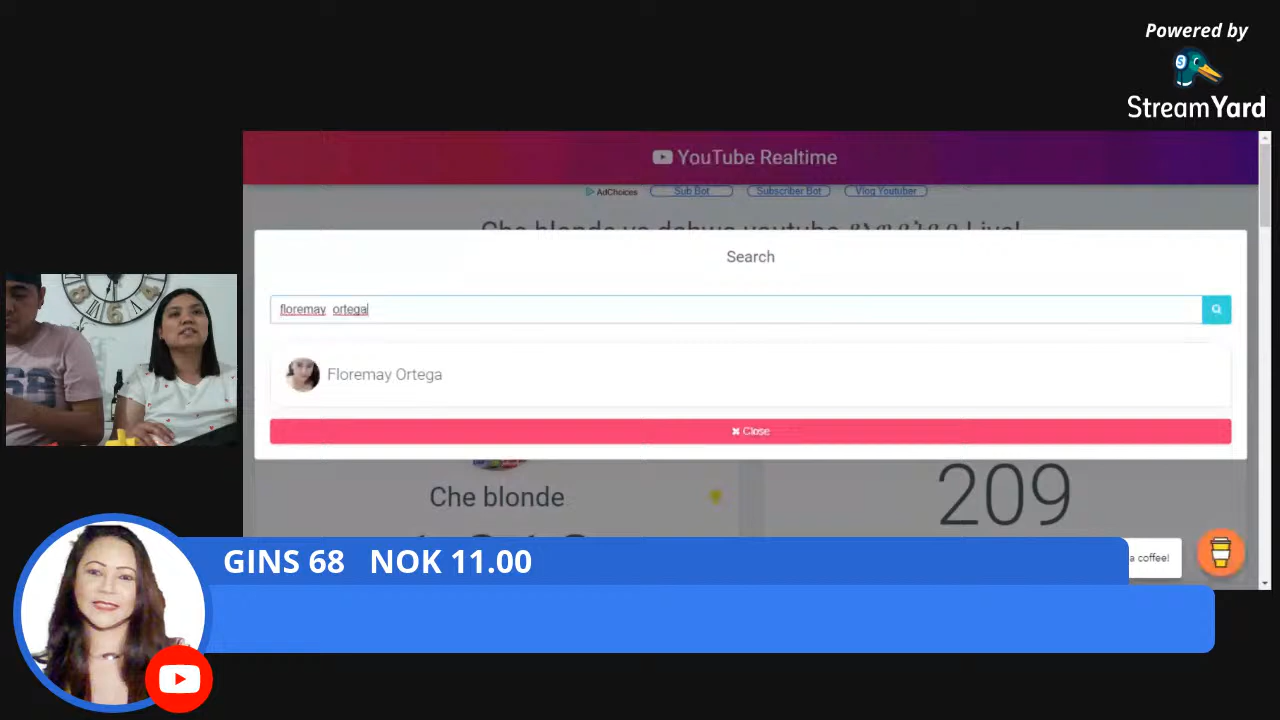 Powered by
StreamYard
YouTube Realtime
AdChoices
Sub Bot
Subscriber Bot
Vlog Youtuber
Search
floremay ortega
Floremay Ortega
✖ Close
Che blonde
209
a coffee!
GINS 68 NOK 11.00